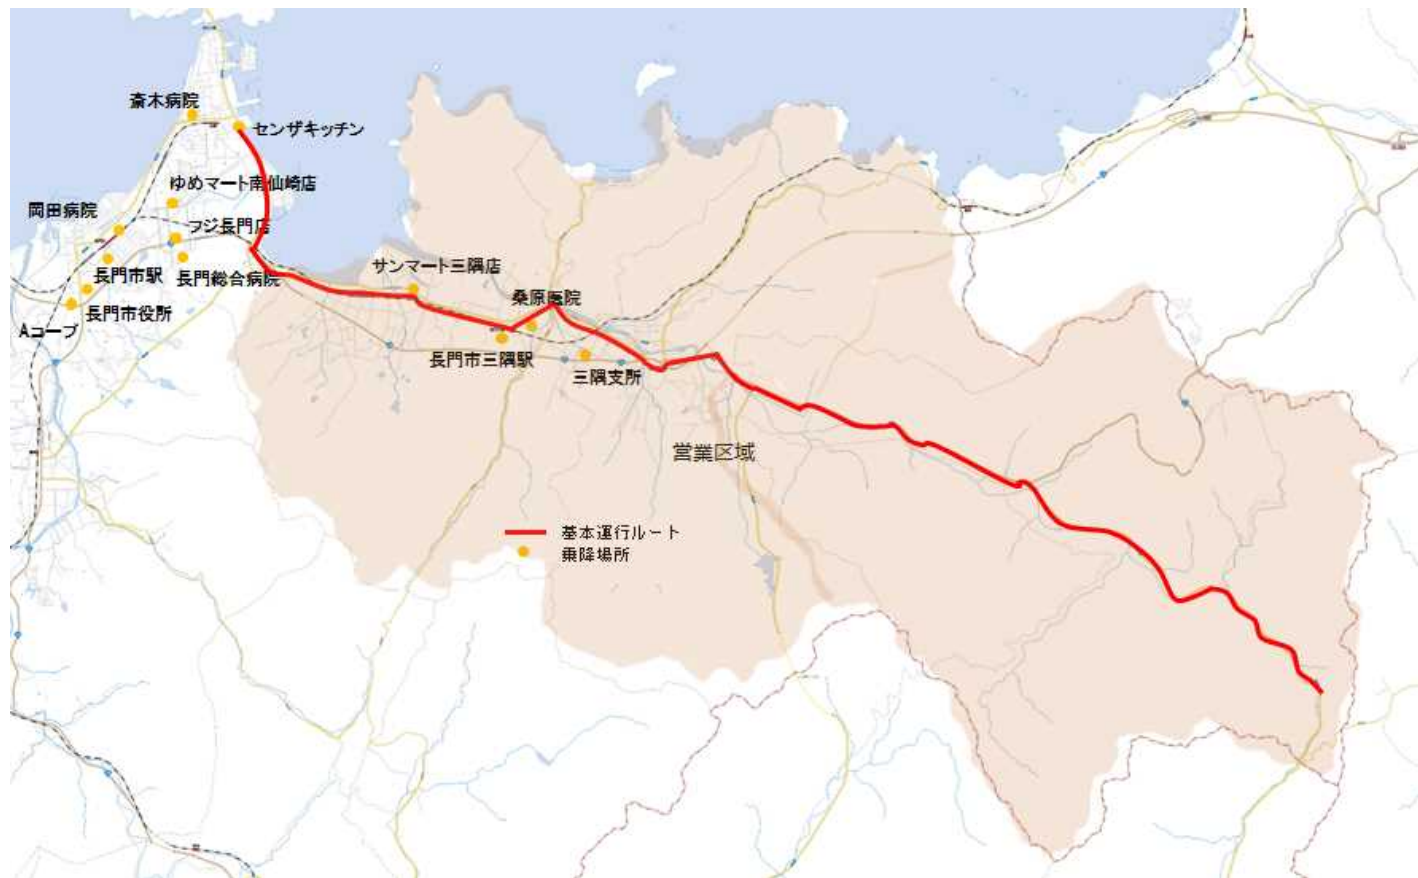 斎木病院
センザキッチン
ゆめマート南仙崎店
岡田病院
フジ長門店
長門市駅
長門総合病院
長門市役所
Aコープ
サンマート三隅店
桑原医院
長門市三隅駅
三隅支所
営業区域
基本運行ルート
乗降場所